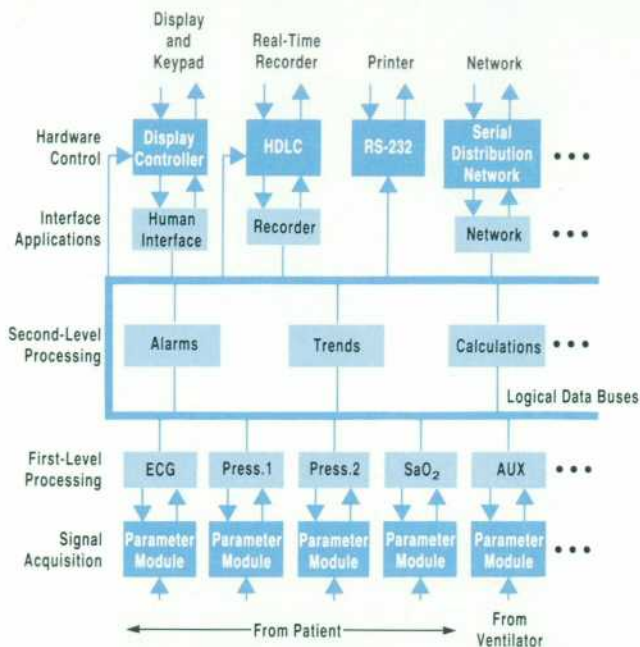 Display and Keypad
Real-Time Recorder
Printer
Network
Hardware Control
Display Controller
HDLC
RS-232
Serial Distribution Network
• • •
Interface Applications
Human Interface
Recorder
Network
• • •
Second-Level Processing
Alarms
Trends
Calculations
• • •
Logical Data Buses
First-Level Processing
ECG
Press.1
Press.2
SaO₂
AUX
• • •
Signal Acquisition
Parameter Module
Parameter Module
Parameter Module
Parameter Module
Parameter Module
• • •
From Patient
From Ventilator